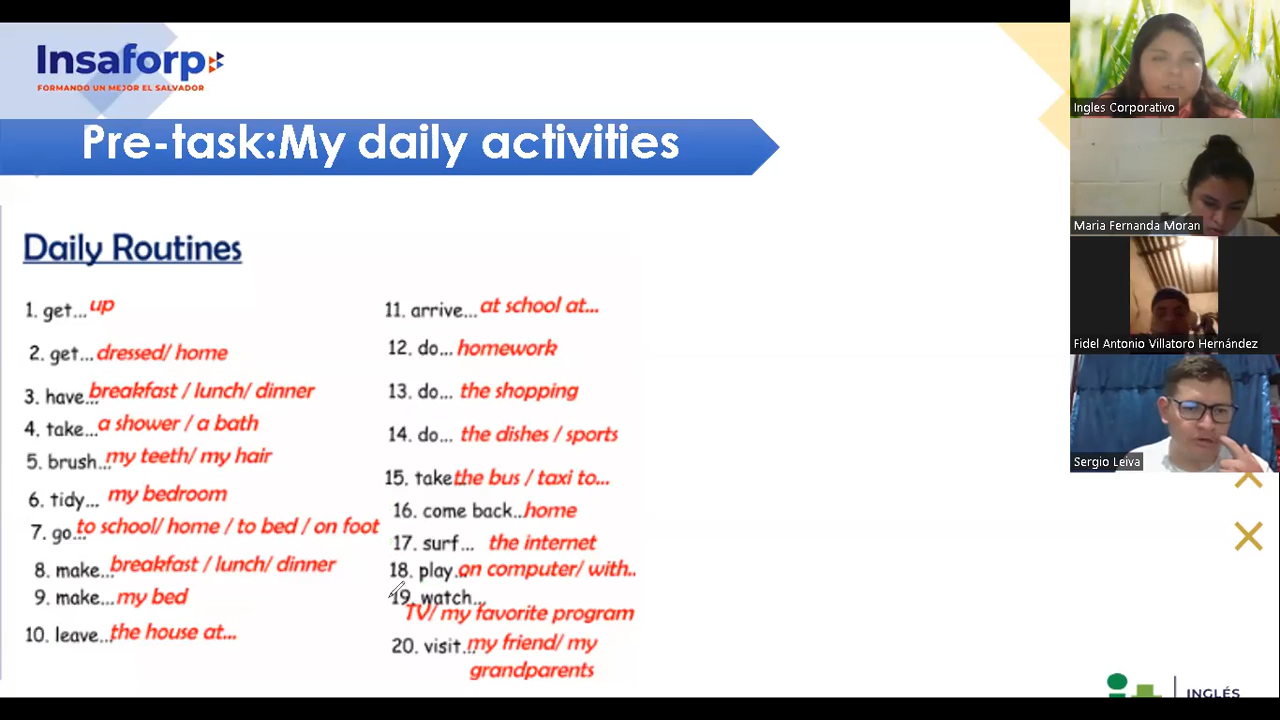 Insaforp
FORMANDO UN MEJOR EL SALVADOR
Pre-task:My daily activities
Daily Routines
1. get... up
2. get... dressed/ home
3. have... breakfast / lunch/ dinner
4. take... a shower / a bath
5. brush... my teeth/ my hair
6. tidy... my bedroom
7. go... to school/ home / to bed / on foot
8. make... breakfast / lunch/ dinner
9. make... my bed
10. leave... the house at...
11. arrive... at school at...
12. do... homework
13. do... the shopping
14. do... the dishes / sports
15. take... the bus / taxi to...
16. come back... home
17. surf... the internet
18. play... on computer/ with..
19. watch...
TV/ my favorite program
20. visit... my friend/ my
grandparents
Ingles Corporativo
Maria Fernanda Moran
Fidel Antonio Villatoro Hernández
Sergio Leiva
INGLÉS